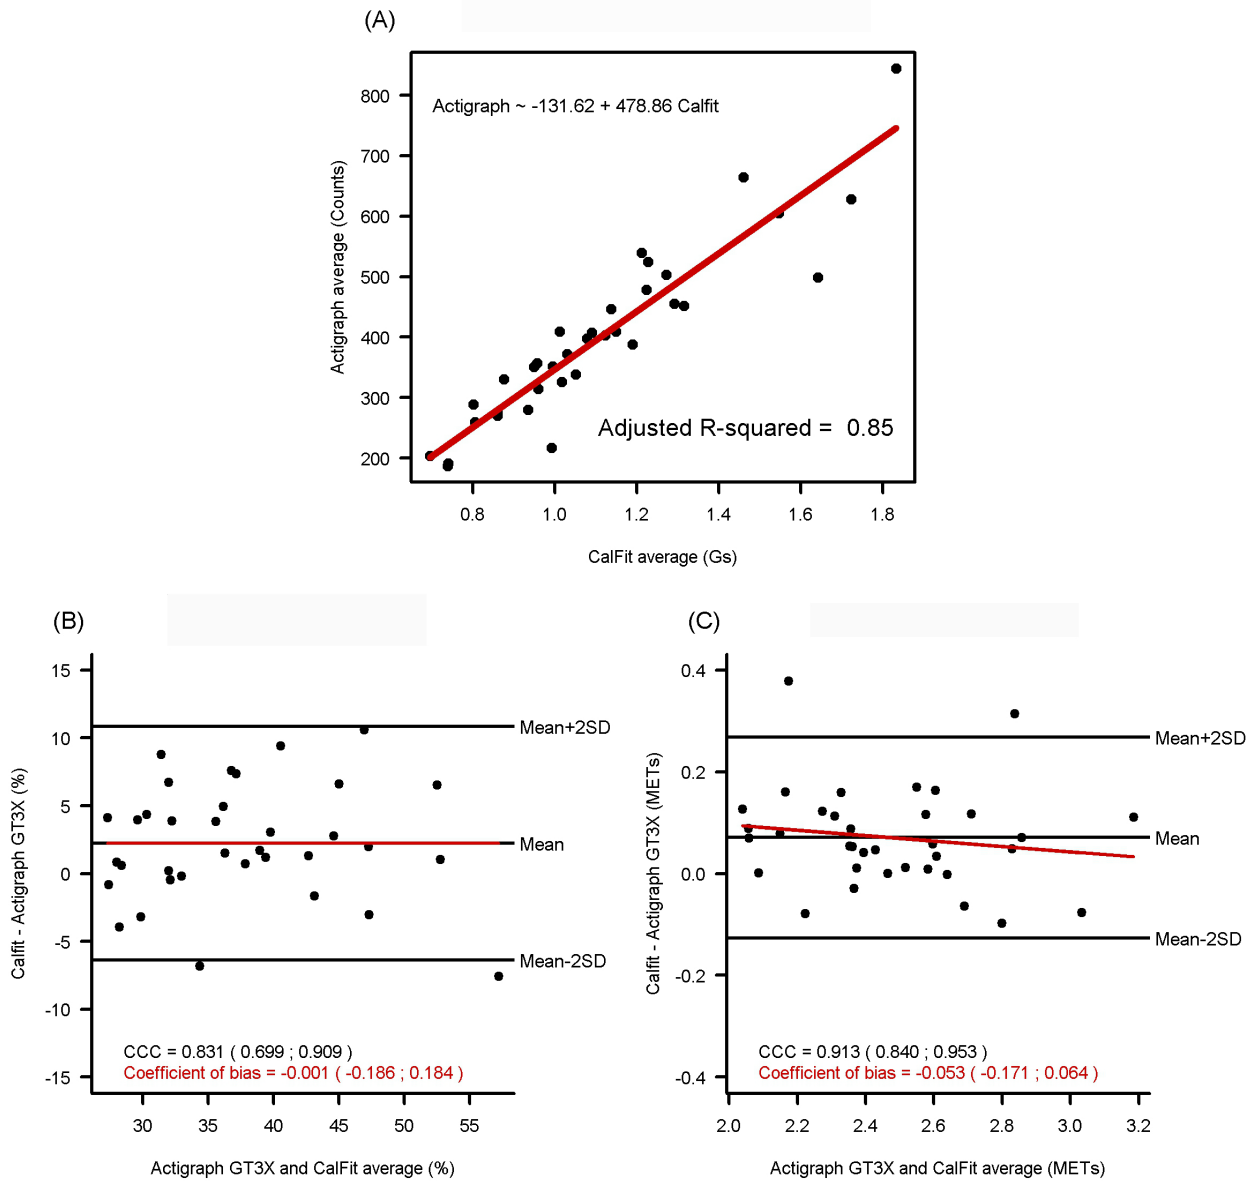 (A)
Actigraph ~ -131.62 + 478.86 Calfit
Adjusted R-squared = 0.85
Actigraph average (Counts)
800
700
600
500
400
300
200
0.8 1.0 1.2 1.4 1.6 1.8
CalFit average (Gs)
(B)
Calfit - Actigraph GT3X (%)
15
10
5
0
-5
-10
-15
Mean+2SD
Mean
Mean-2SD
CCC = 0.831 ( 0.699 ; 0.909 )
Coefficient of bias = -0.001 ( -0.186 ; 0.184 )
30 35 40 45 50 55
Actigraph GT3X and CalFit average (%)
(C)
Calfit - Actigraph GT3X (METs)
0.4
0.2
0.0
-0.2
-0.4
Mean+2SD
Mean
Mean-2SD
CCC = 0.913 ( 0.840 ; 0.953 )
Coefficient of bias = -0.053 ( -0.171 ; 0.064 )
2.0 2.2 2.4 2.6 2.8 3.0 3.2
Actigraph GT3X and CalFit average (METs)